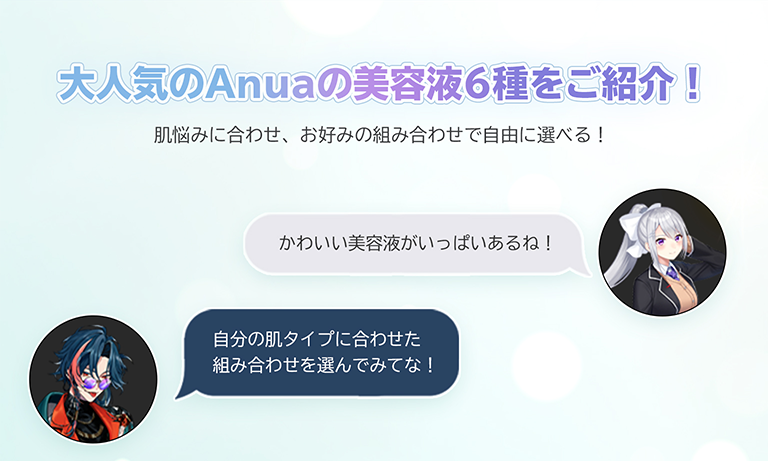 大人気のAnuaの美容液6種をご紹介！
肌悩みに合わせ、お好みの組み合わせで自由に選べる！
かわいい美容液がいっぱいあるね！
自分の肌タイプに合わせた
組み合わせを選んでみてな！